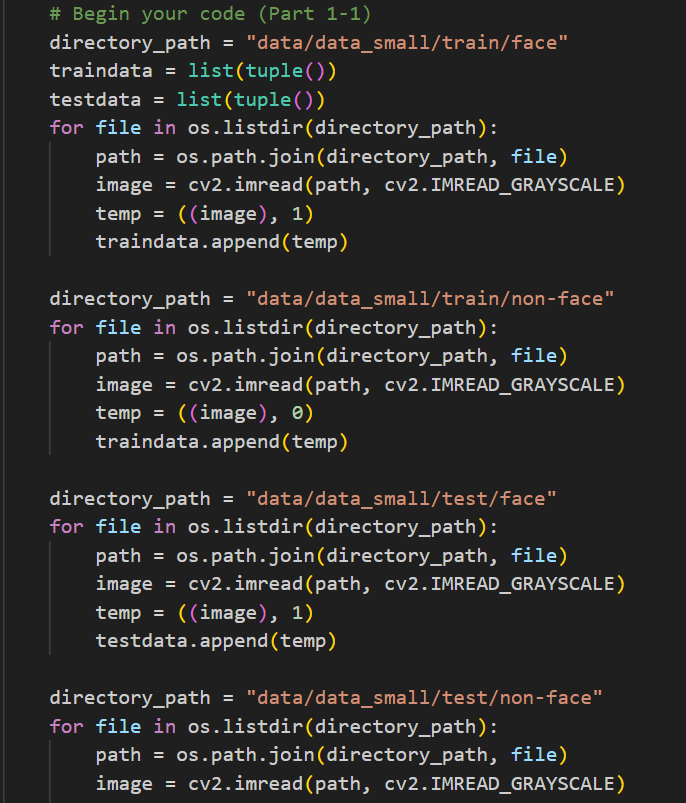 # Begin your code (Part 1-1)
directory_path = "data/data_small/train/face"
traindata = list(tuple())
testdata = list(tuple())
for file in os.listdir(directory_path):
    path = os.path.join(directory_path, file)
    image = cv2.imread(path, cv2.IMREAD_GRAYSCALE)
    temp = ((image), 1)
    traindata.append(temp)

directory_path = "data/data_small/train/non-face"
for file in os.listdir(directory_path):
    path = os.path.join(directory_path, file)
    image = cv2.imread(path, cv2.IMREAD_GRAYSCALE)
    temp = ((image), 0)
    traindata.append(temp)

directory_path = "data/data_small/test/face"
for file in os.listdir(directory_path):
    path = os.path.join(directory_path, file)
    image = cv2.imread(path, cv2.IMREAD_GRAYSCALE)
    temp = ((image), 1)
    testdata.append(temp)

directory_path = "data/data_small/test/non-face"
for file in os.listdir(directory_path):
    path = os.path.join(directory_path, file)
    image = cv2.imread(path, cv2.IMREAD_GRAYSCALE)